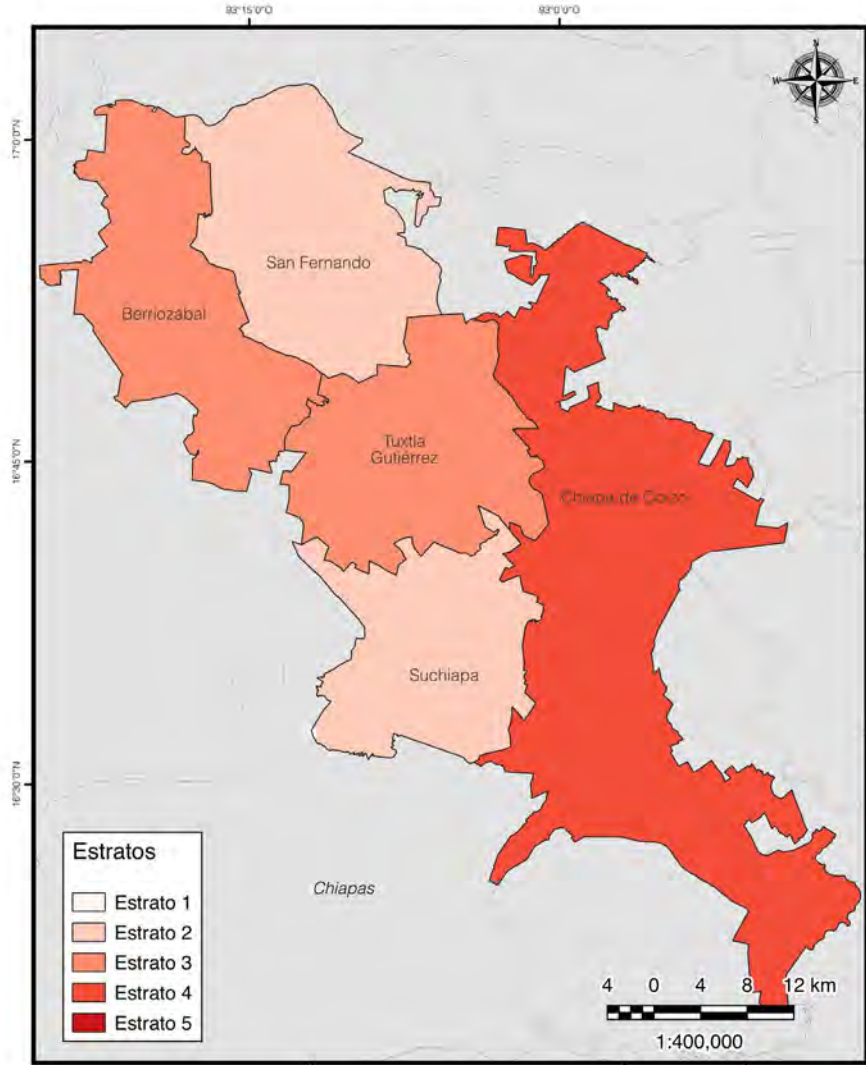 93°15'0"O
93°0'0"O
N
W
E
S
17°0'0"N
San Fernando
Berriozábal
Tuxtla
Gutiérrez
16°45'0"N
Chiapa de Corzo
Suchiapa
16°30'0"N
Estratos
Estrato 1
Estrato 2
Estrato 3
Estrato 4
Estrato 5
Chiapas
4 0 4 8 12 km
1:400,000